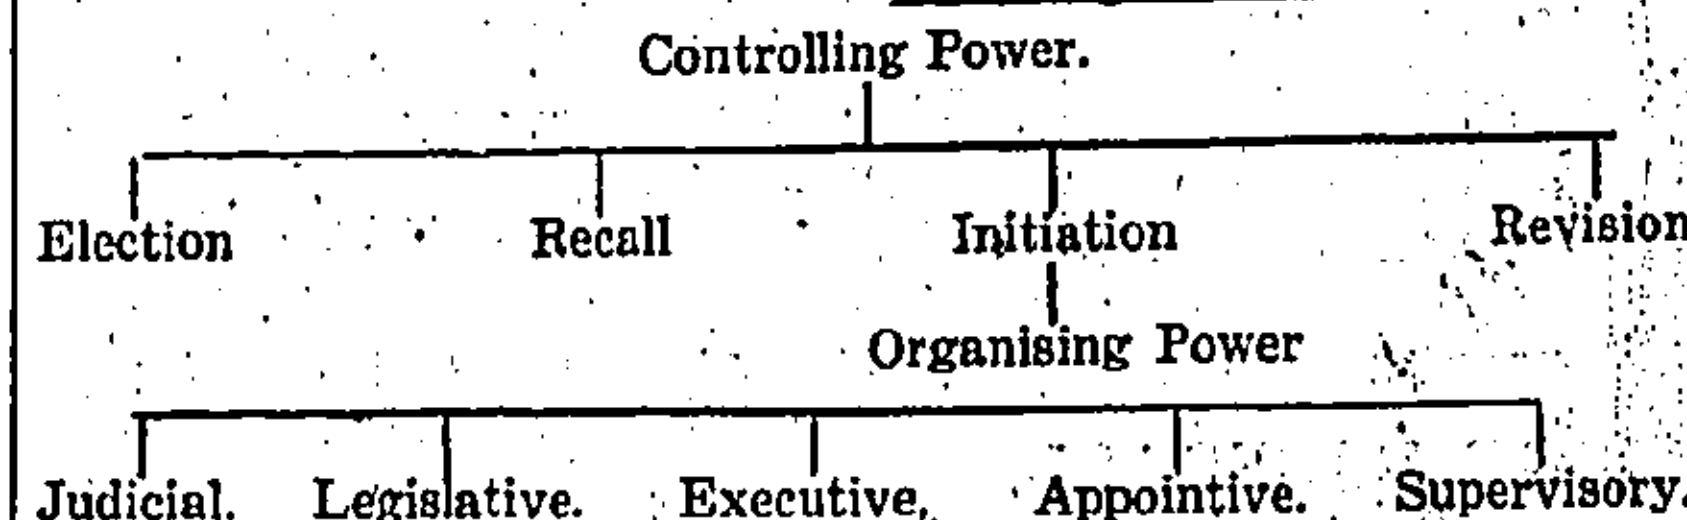 Controlling Power.
Election Recall Initiation Revision
Organising Power
Judicial. Legislative. Executive. Appointive. Supervisory.